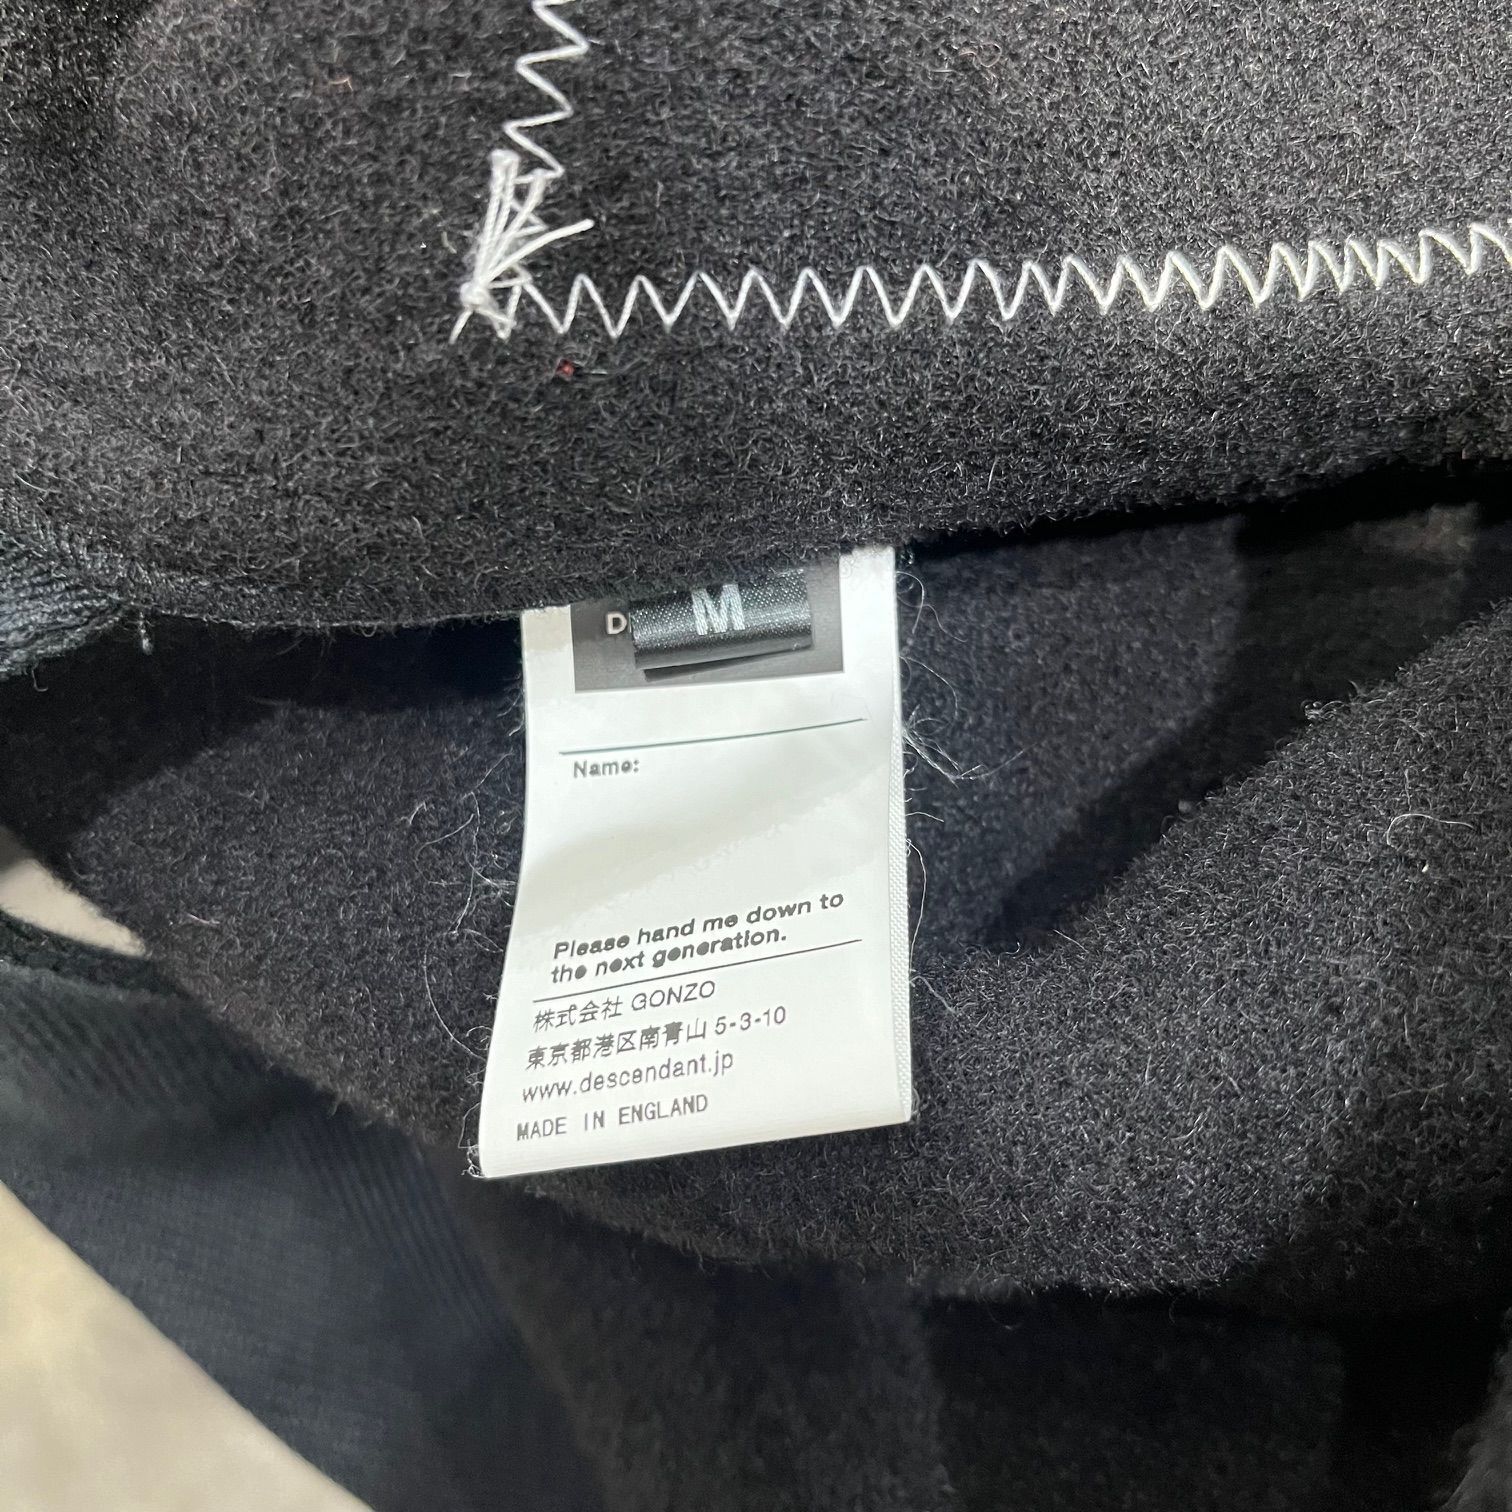 D
M
Name:
Please hand me down to
the next generation.
株式会社 GONZO
東京都港区南青山 5-3-10
www.descendant.jp
MADE IN ENGLAND